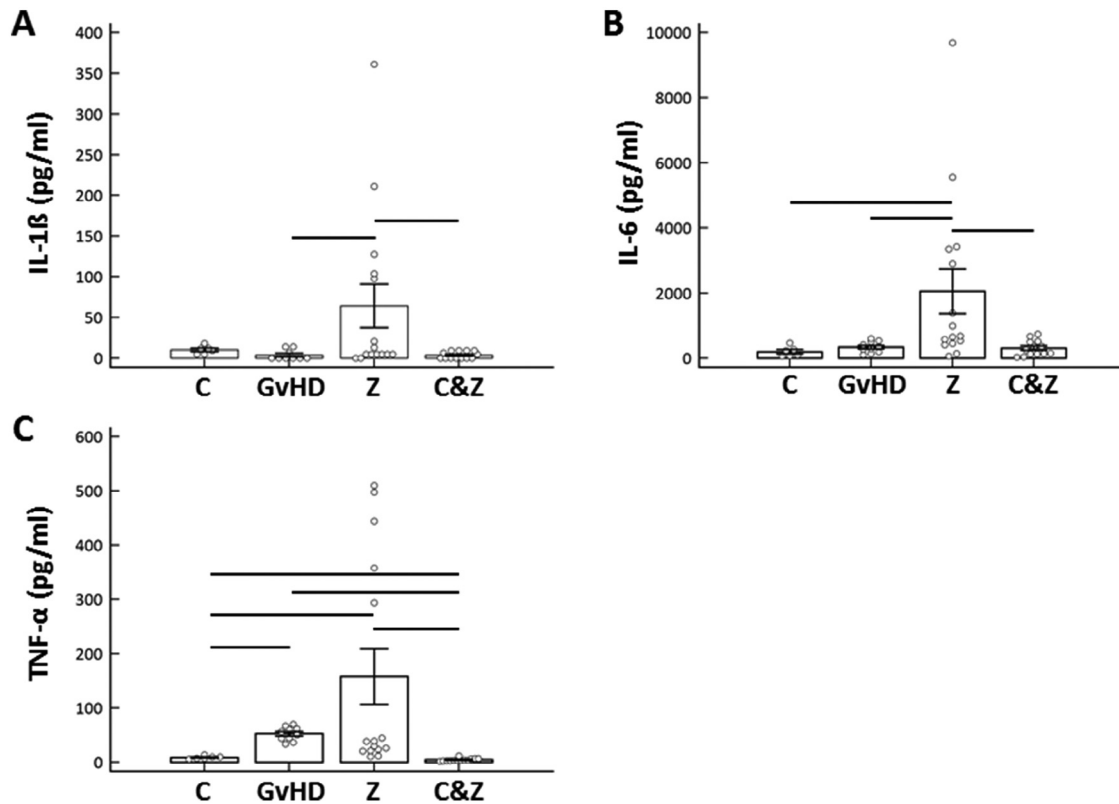 A
IL-1ß (pg/ml)
400
350
300
250
200
150
100
50
0
C GvHD Z C&Z
B
IL-6 (pg/ml)
10000
8000
6000
4000
2000
0
C GvHD Z C&Z
C
TNF-α (pg/ml)
600
500
400
300
200
100
0
C GvHD Z C&Z